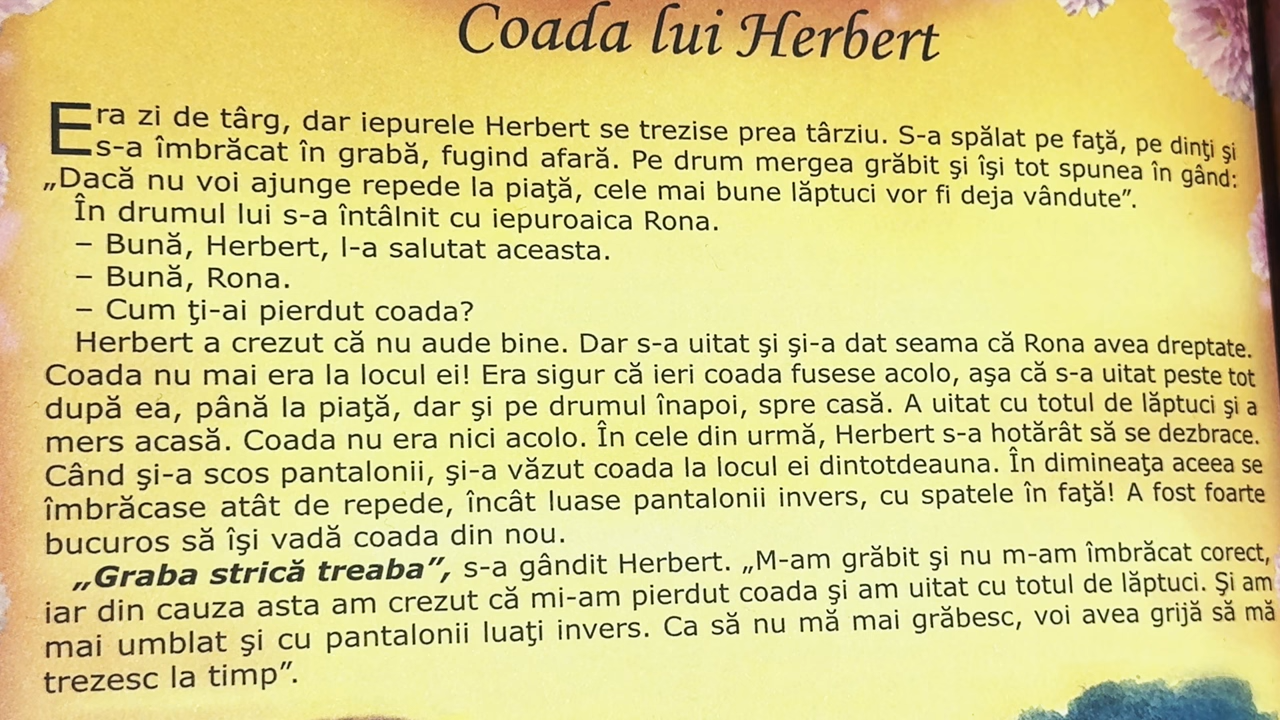 Coada lui Herbert
Era zi de târg, dar iepurele Herbert se trezise prea târziu. S-a spălat pe faţă, pe dinţi şi
s-a îmbrăcat în grabă, fugind afară. Pe drum mergea grăbit şi îşi tot spunea în gând:
„Dacă nu voi ajunge repede la piaţă, cele mai bune lăptuci vor fi deja vândute”.
În drumul lui s-a întâlnit cu iepuroaica Rona.
– Bună, Herbert, l-a salutat aceasta.
– Bună, Rona.
– Cum ţi-ai pierdut coada?
Herbert a crezut că nu aude bine. Dar s-a uitat şi şi-a dat seama că Rona avea dreptate.
Coada nu mai era la locul ei! Era sigur că ieri coada fusese acolo, aşa că s-a uitat peste tot
după ea, până la piaţă, dar şi pe drumul înapoi, spre casă. A uitat cu totul de lăptuci şi a
mers acasă. Coada nu era nici acolo. În cele din urmă, Herbert s-a hotărât să se dezbrace.
Când şi-a scos pantalonii, şi-a văzut coada la locul ei dintotdeauna. În dimineaţa aceea se
îmbrăcase atât de repede, încât luase pantalonii invers, cu spatele în faţă! A fost foarte
bucuros să îşi vadă coada din nou.
„Graba strică treaba”, s-a gândit Herbert. „M-am grăbit şi nu m-am îmbrăcat corect,
iar din cauza asta am crezut că mi-am pierdut coada şi am uitat cu totul de lăptuci. Şi am
mai umblat şi cu pantalonii luaţi invers. Ca să nu mă mai grăbesc, voi avea grijă să mă
trezesc la timp”.